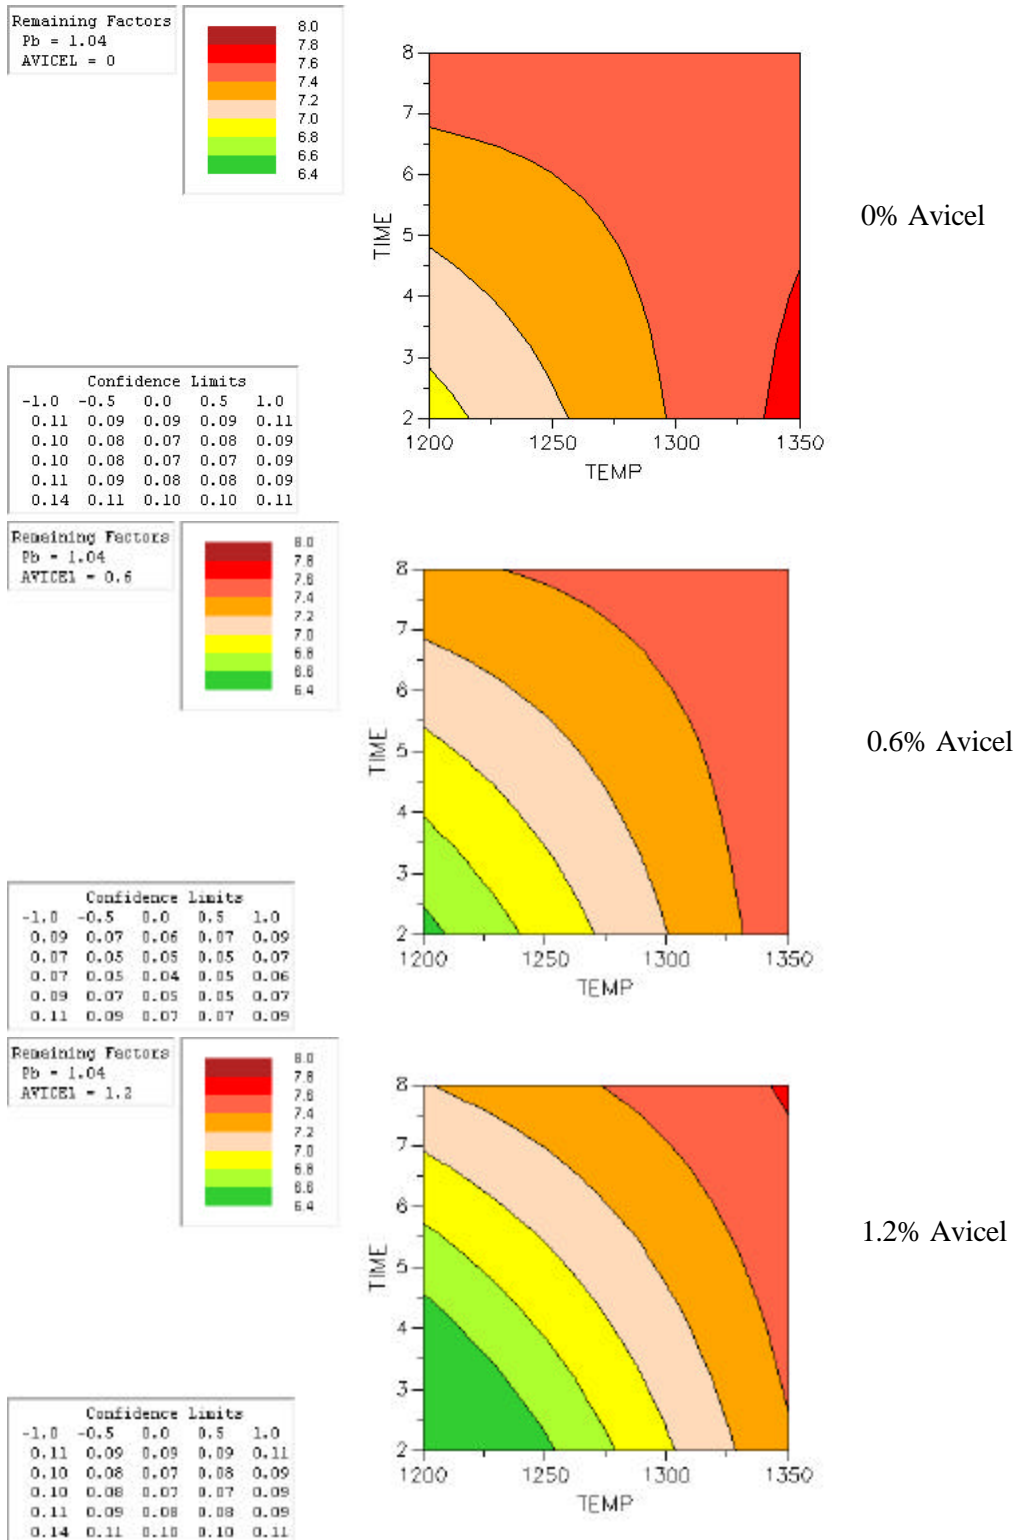 Remaining Factors
Pb = 1.04
AVICEL = 0
8.0
7.8
7.6
7.4
7.2
7.0
6.8
6.6
6.4
8
7
6
5
4
3
2
TIME
1200 1250 1300 1350
TEMP
0% Avicel
Confidence Limits
-1.0 -0.5 0.0 0.5 1.0
0.11 0.09 0.09 0.09 0.11
0.10 0.08 0.07 0.08 0.09
0.10 0.08 0.07 0.07 0.09
0.11 0.09 0.08 0.08 0.09
0.14 0.11 0.10 0.10 0.11
Remaining Factors
Pb = 1.04
AVICEl = 0.6
8.0
7.8
7.6
7.4
7.2
7.0
6.8
6.6
6.4
8
7
6
5
4
3
2
TIME
1200 1250 1300 1350
TEMP
0.6% Avicel
Confidence Limits
-1.0 -0.5 0.0 0.5 1.0
0.09 0.07 0.06 0.07 0.09
0.07 0.05 0.05 0.05 0.07
0.07 0.05 0.04 0.05 0.06
0.09 0.07 0.05 0.05 0.07
0.11 0.09 0.07 0.07 0.09
Remaining Factors
Pb = 1.04
AVICEl = 1.2
8.0
7.8
7.6
7.4
7.2
7.0
6.8
6.6
6.4
8
7
6
5
4
3
2
TIME
1200 1250 1300 1350
TEMP
1.2% Avicel
Confidence Limits
-1.0 -0.5 0.0 0.5 1.0
0.11 0.09 0.09 0.09 0.11
0.10 0.08 0.07 0.08 0.09
0.10 0.08 0.07 0.07 0.09
0.11 0.09 0.08 0.08 0.09
0.14 0.11 0.10 0.10 0.11